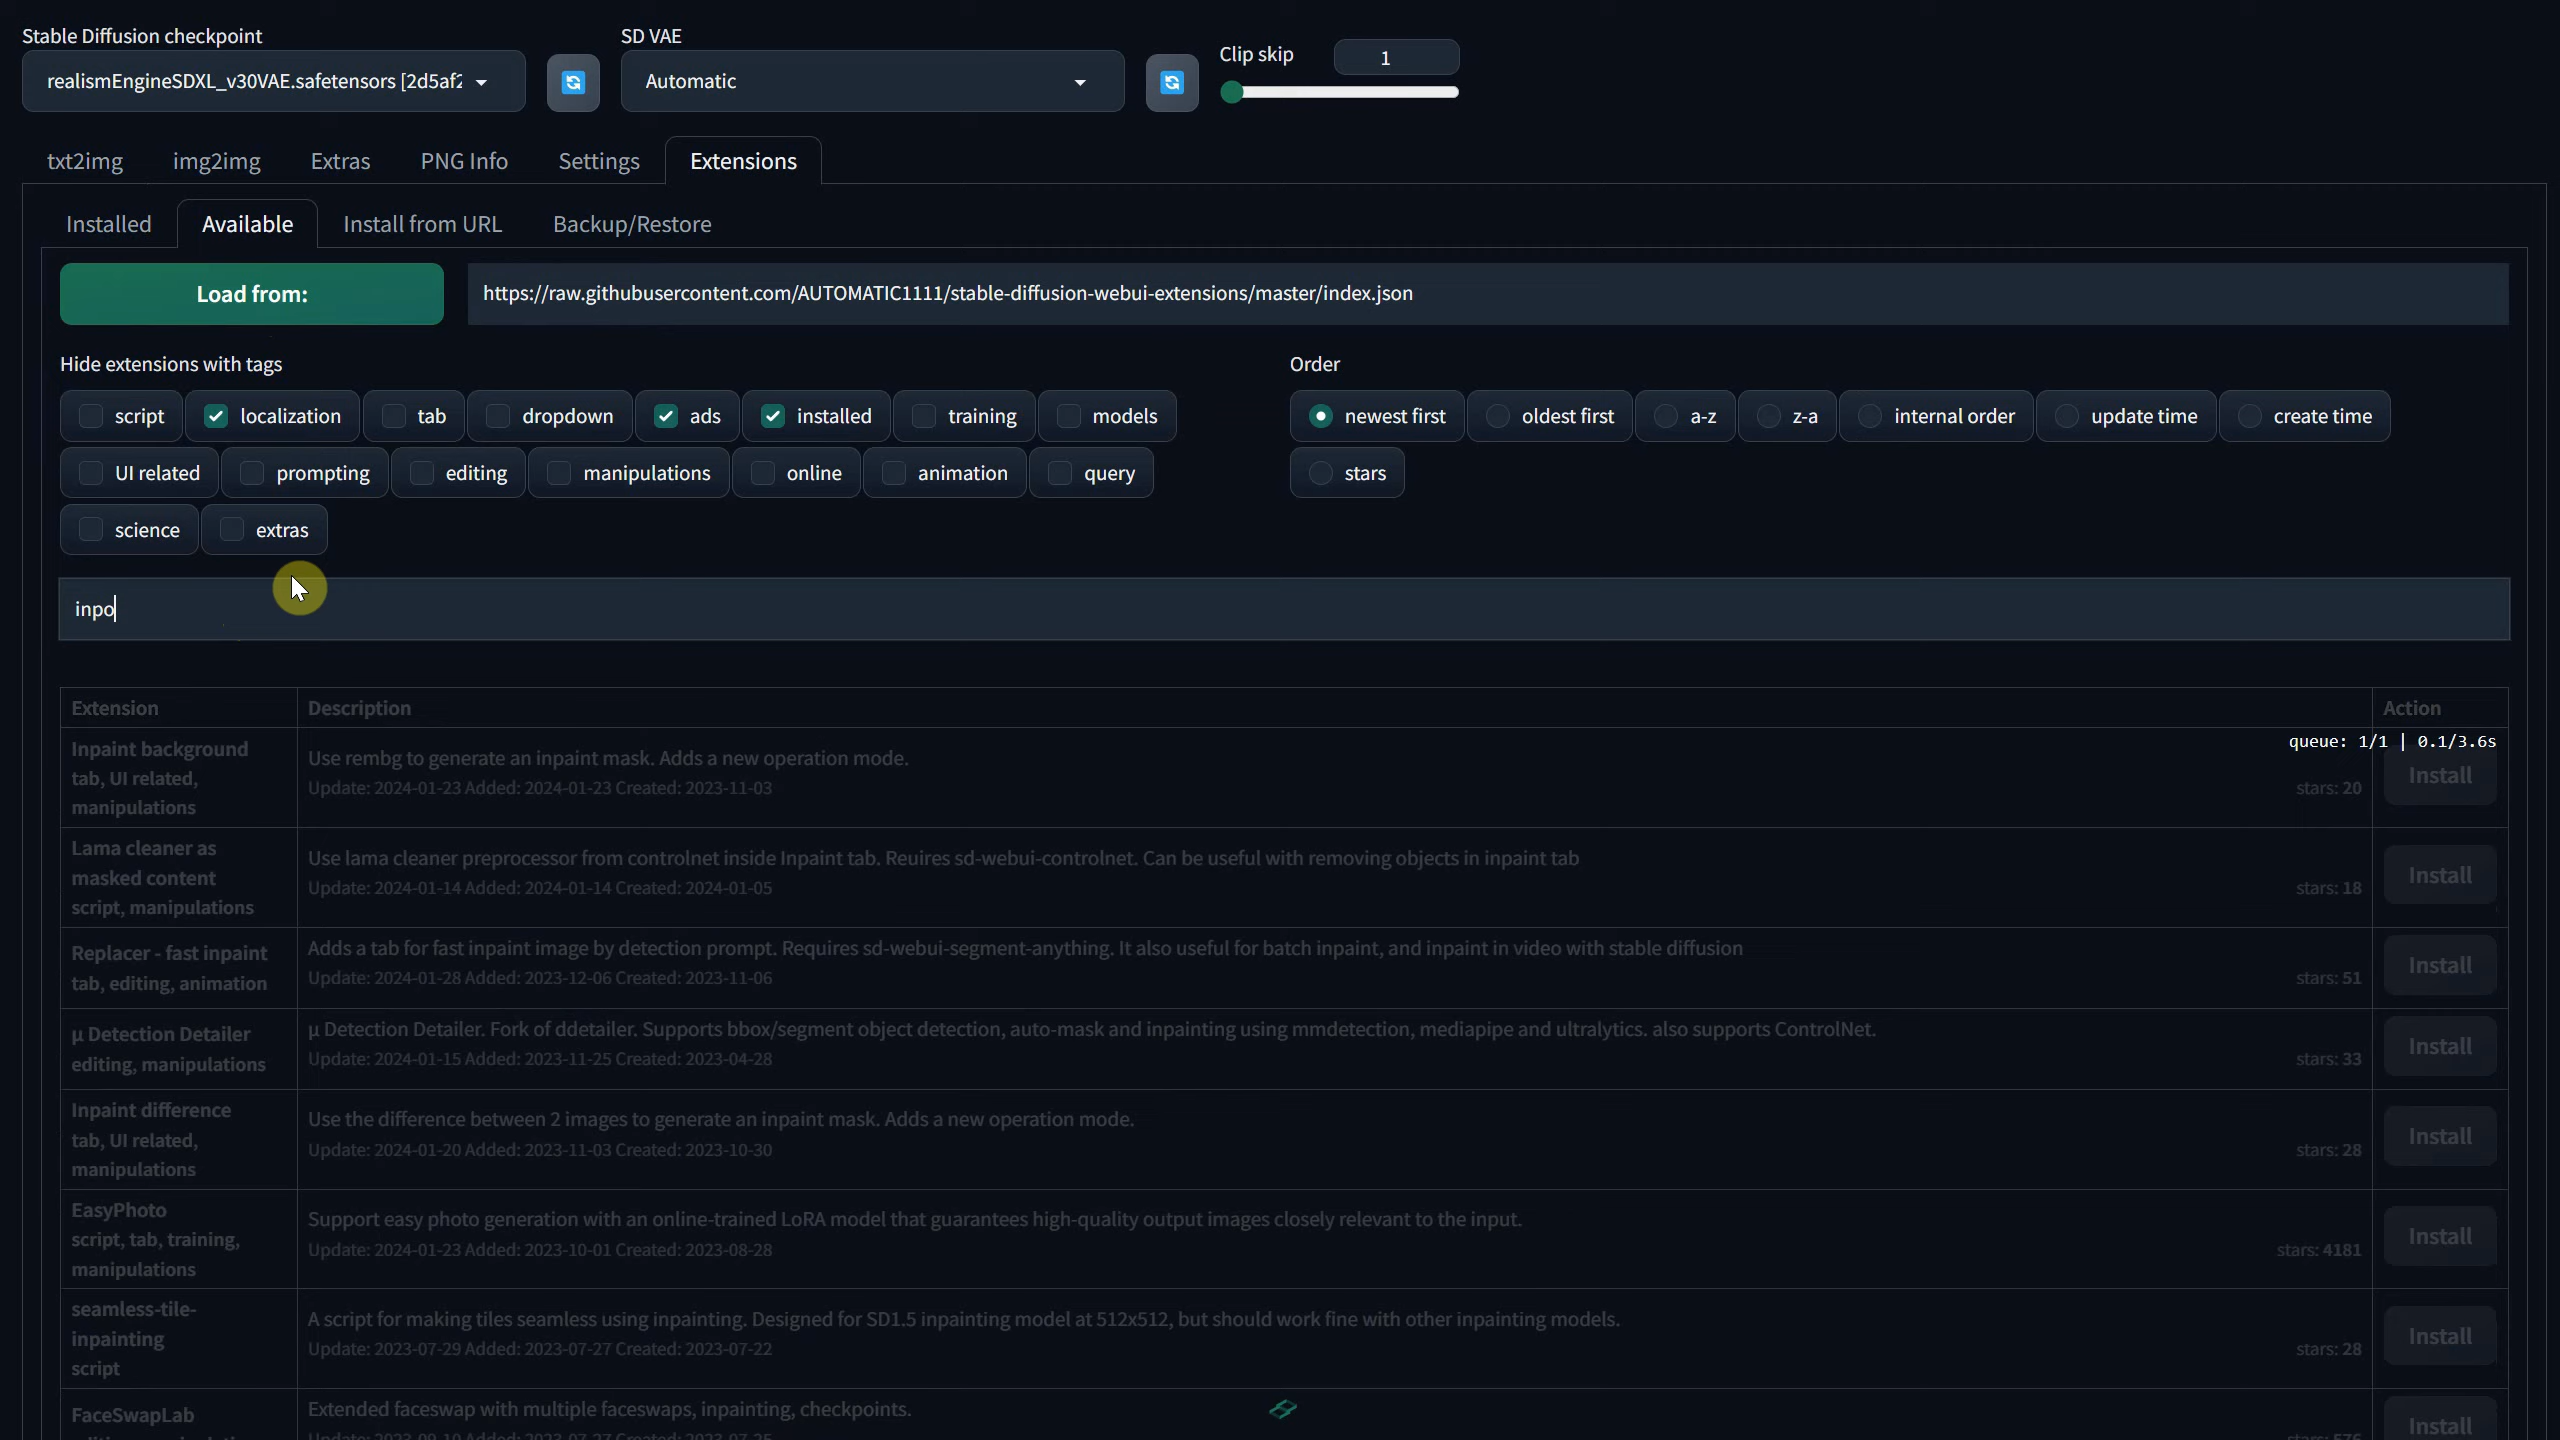 Stable Diffusion checkpoint
SD VAE
Clip skip
1
realismEngineSDXL_v30VAE.safetensors [2d5af2
Automatic
txt2img
img2img
Extras
PNG Info
Settings
Extensions
Installed
Available
Install from URL
Backup/Restore
Load from:
https://raw.githubusercontent.com/AUTOMATIC1111/stable-diffusion-webui-extensions/master/index.json
Hide extensions with tags
script
localization
tab
dropdown
ads
installed
training
models
UI related
prompting
editing
manipulations
online
animation
query
science
extras
Order
newest first
oldest first
a-z
z-a
internal order
update time
create time
stars
inpo
Extension
Description
Action
queue: 1/1 | 0.1/3.6s
Inpaint background
tab, UI related,
manipulations
Use rembg to generate an inpaint mask. Adds a new operation mode.
Update: 2024-01-23 Added: 2024-01-23 Created: 2023-11-03
stars: 20
Install
Lama cleaner as
masked content
script, manipulations
Use lama cleaner preprocessor from controlnet inside Inpaint tab. Reuires sd-webui-controlnet. Can be useful with removing objects in inpaint tab
Update: 2024-01-14 Added: 2024-01-14 Created: 2024-01-05
stars: 18
Install
Replacer - fast inpaint
tab, editing, animation
Adds a tab for fast inpaint image by detection prompt. Requires sd-webui-segment-anything. It also useful for batch inpaint, and inpaint in video with stable diffusion
Update: 2024-01-28 Added: 2023-12-06 Created: 2023-11-06
stars: 51
Install
μ Detection Detailer
editing, manipulations
μ Detection Detailer. Fork of ddetailer. Supports bbox/segment object detection, auto-mask and inpainting using mmdetection, mediapipe and ultralytics. also supports ControlNet.
Update: 2024-01-15 Added: 2023-11-25 Created: 2023-04-28
stars: 33
Install
Inpaint difference
tab, UI related,
manipulations
Use the difference between 2 images to generate an inpaint mask. Adds a new operation mode.
Update: 2024-01-20 Added: 2023-11-03 Created: 2023-10-30
stars: 28
Install
EasyPhoto
script, tab, training,
manipulations
Support easy photo generation with an online-trained LoRA model that guarantees high-quality output images closely relevant to the input.
Update: 2024-01-23 Added: 2023-10-01 Created: 2023-08-28
stars: 4181
Install
seamless-tile-
inpainting
script
A script for making tiles seamless using inpainting. Designed for SD1.5 inpainting model at 512x512, but should work fine with other inpainting models.
Update: 2023-07-29 Added: 2023-07-27 Created: 2023-07-22
stars: 28
Install
FaceSwapLab
Extended faceswap with multiple faceswaps, inpainting, checkpoints.
Install